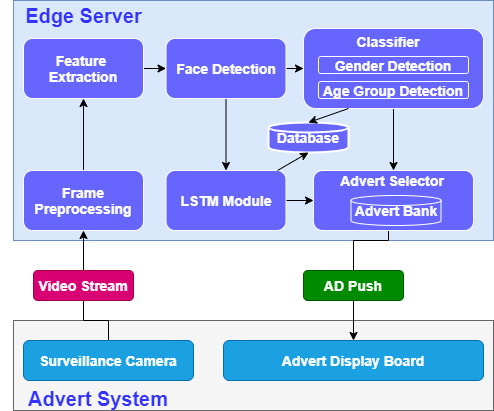 Edge Server
Feature
Extraction
Face Detection
Classifier
Gender Detection
Age Group Detection
Database
Frame
Preprocessing
LSTM Module
Advert Selector
Advert Bank
Video Stream
AD Push
Surveillance Camera
Advert Display Board
Advert System